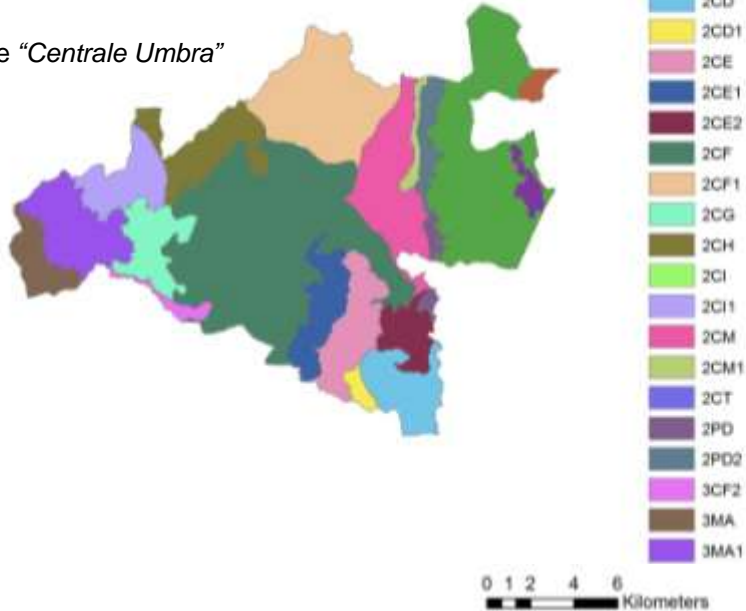 2CD
e “Centrale Umbra”
2CD1
2CE
2CE1
2CE2
2CF
2CF1
2CG
2CH
2CI
2CI1
2CM
2CM1
2CT
2PD
2PD2
3CF2
3MA
3MA1
0 1 2 4 6
Kilometers